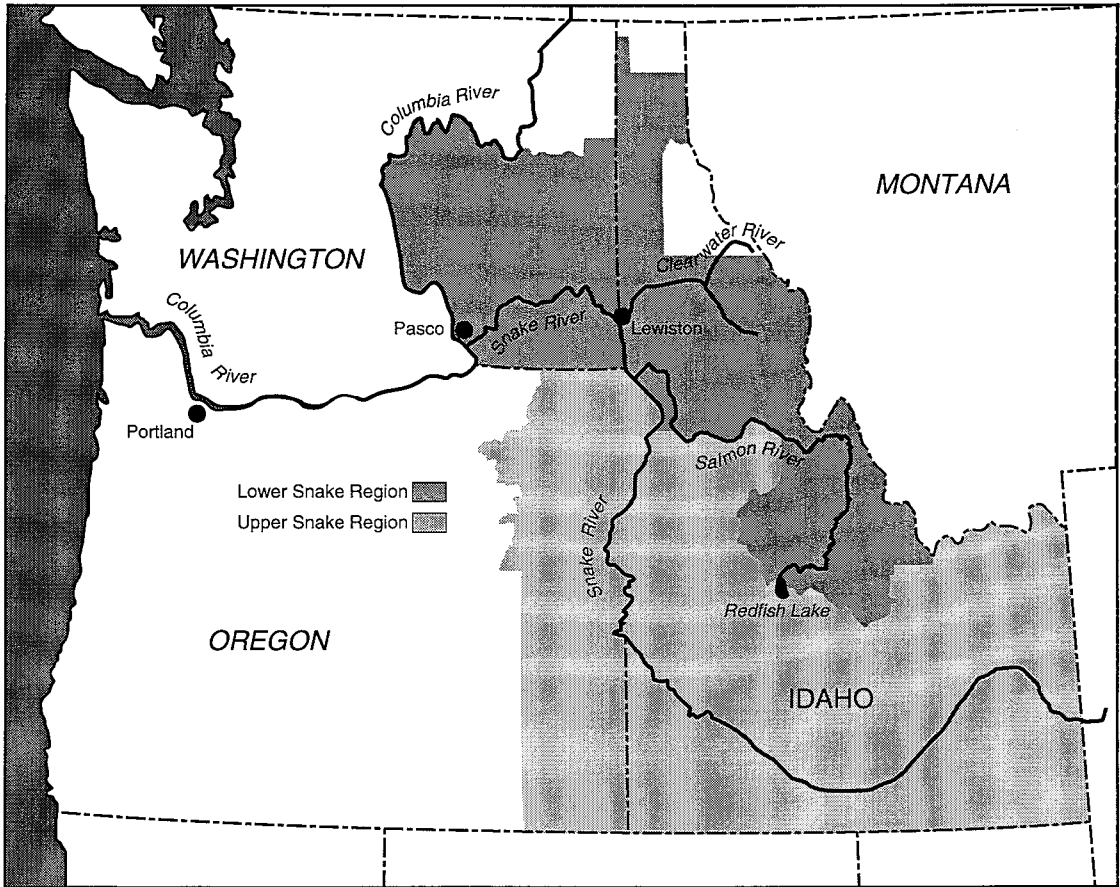 Columbia River
MONTANA
WASHINGTON
Clearwater River
Columbia
River
Pasco
Snake River
Lewiston
Portland
Salmon River
Lower Snake Region
Upper Snake Region
Snake River
Redfish Lake
OREGON
IDAHO